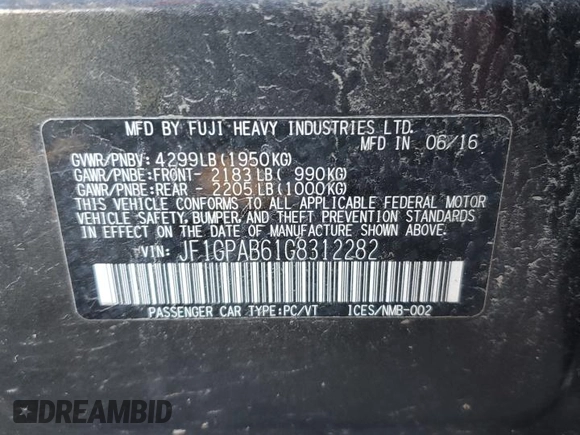 MFD BY FUJI HEAVY INDUSTRIES LTD.
MFD IN 06/16
GVWR/PNBV: 4299LB(1950KG)
GAWR/PNBE:FRONT- 2183LB( 990KG)
GAWR/PNBE:REAR - 2205LB(1000KG)
THIS VEHICLE CONFORMS TO ALL APPLICABLE FEDERAL MOTOR
VEHICLE SAFETY, BUMPER, AND THEFT PREVENTION STANDARDS
IN EFFECT ON THE DATE OF MANUFACTURE SHOWN ABOVE.
VIN: JF1GPAB61G8312282
PASSENGER CAR TYPE:PC/VT ICES/NMB-002
DREAMBID